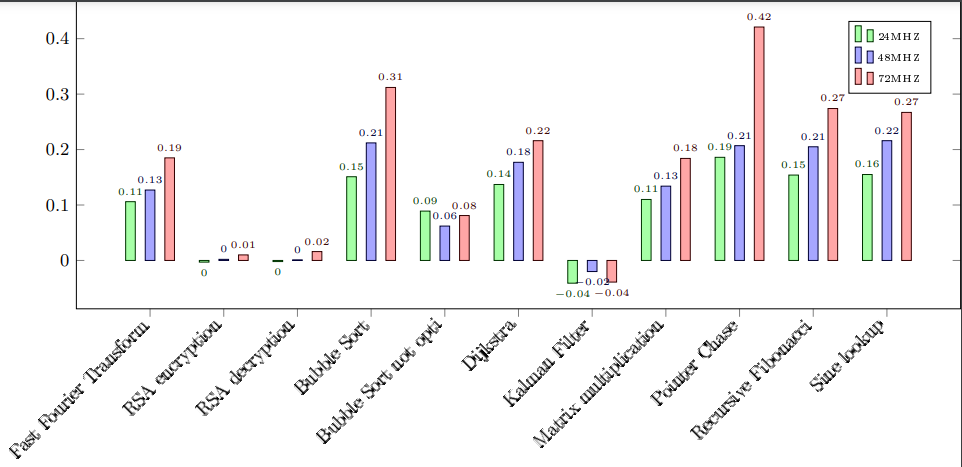 0.4
0.3
0.2
0.1
0
0.11 0.13 0.19
0 0 0.01
0 0 0.02
0.15 0.21 0.31
0.09 0.06 0.08
0.14 0.18 0.22
−0.04 −0.02 −0.04
0.11 0.13 0.18
0.19 0.21 0.42
0.15 0.21 0.27
0.16 0.22 0.27
24MHZ
48MHZ
72MHZ
Fast Fourier Transform
RSA encryption
RSA decryption
Bubble Sort
Bubble Sort not opti
Dijkstra
Kalman Filter
Matrix multiplication
Pointer Chase
Recursive Fibonacci
Sine lookup